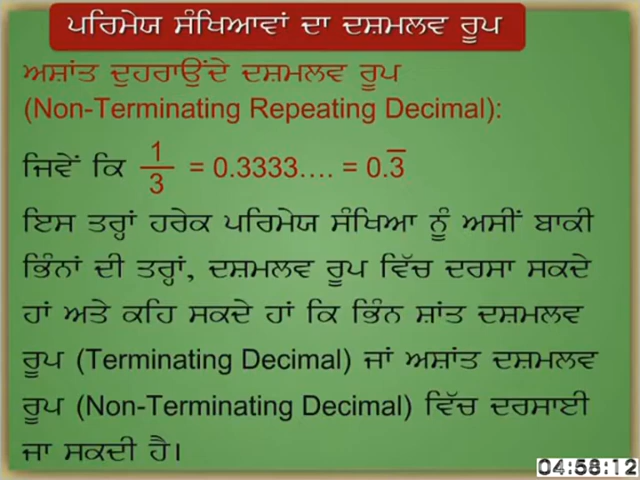 ਪਰਿਮੇਯ ਸੰਖਿਆਵਾਂ ਦਾ ਦਸ਼ਮਲਵ ਰੂਪ
ਅਸ਼ਾਂਤ ਦੁਹਰਾਉਂਦੇ ਦਸ਼ਮਲਵ ਰੂਪ
(Non-Terminating Repeating Decimal):
ਜਿਵੇਂ ਕਿ 1/3 = 0.3333.... = 0.3̅
ਇਸ ਤਰ੍ਹਾਂ ਹਰੇਕ ਪਰਿਮੇਯ ਸੰਖਿਆ ਨੂੰ ਅਸੀਂ ਬਾਕੀ
ਭਿੰਨਾਂ ਦੀ ਤਰ੍ਹਾਂ, ਦਸ਼ਮਲਵ ਰੂਪ ਵਿੱਚ ਦਰਸਾ ਸਕਦੇ
ਹਾਂ ਅਤੇ ਕਹਿ ਸਕਦੇ ਹਾਂ ਕਿ ਭਿੰਨ ਸ਼ਾਂਤ ਦਸ਼ਮਲਵ
ਰੂਪ (Terminating Decimal) ਜਾਂ ਅਸ਼ਾਂਤ ਦਸ਼ਮਲਵ
ਰੂਪ (Non-Terminating Decimal) ਵਿੱਚ ਦਰਸਾਈ
ਜਾ ਸਕਦੀ ਹੈ।
04:58:12